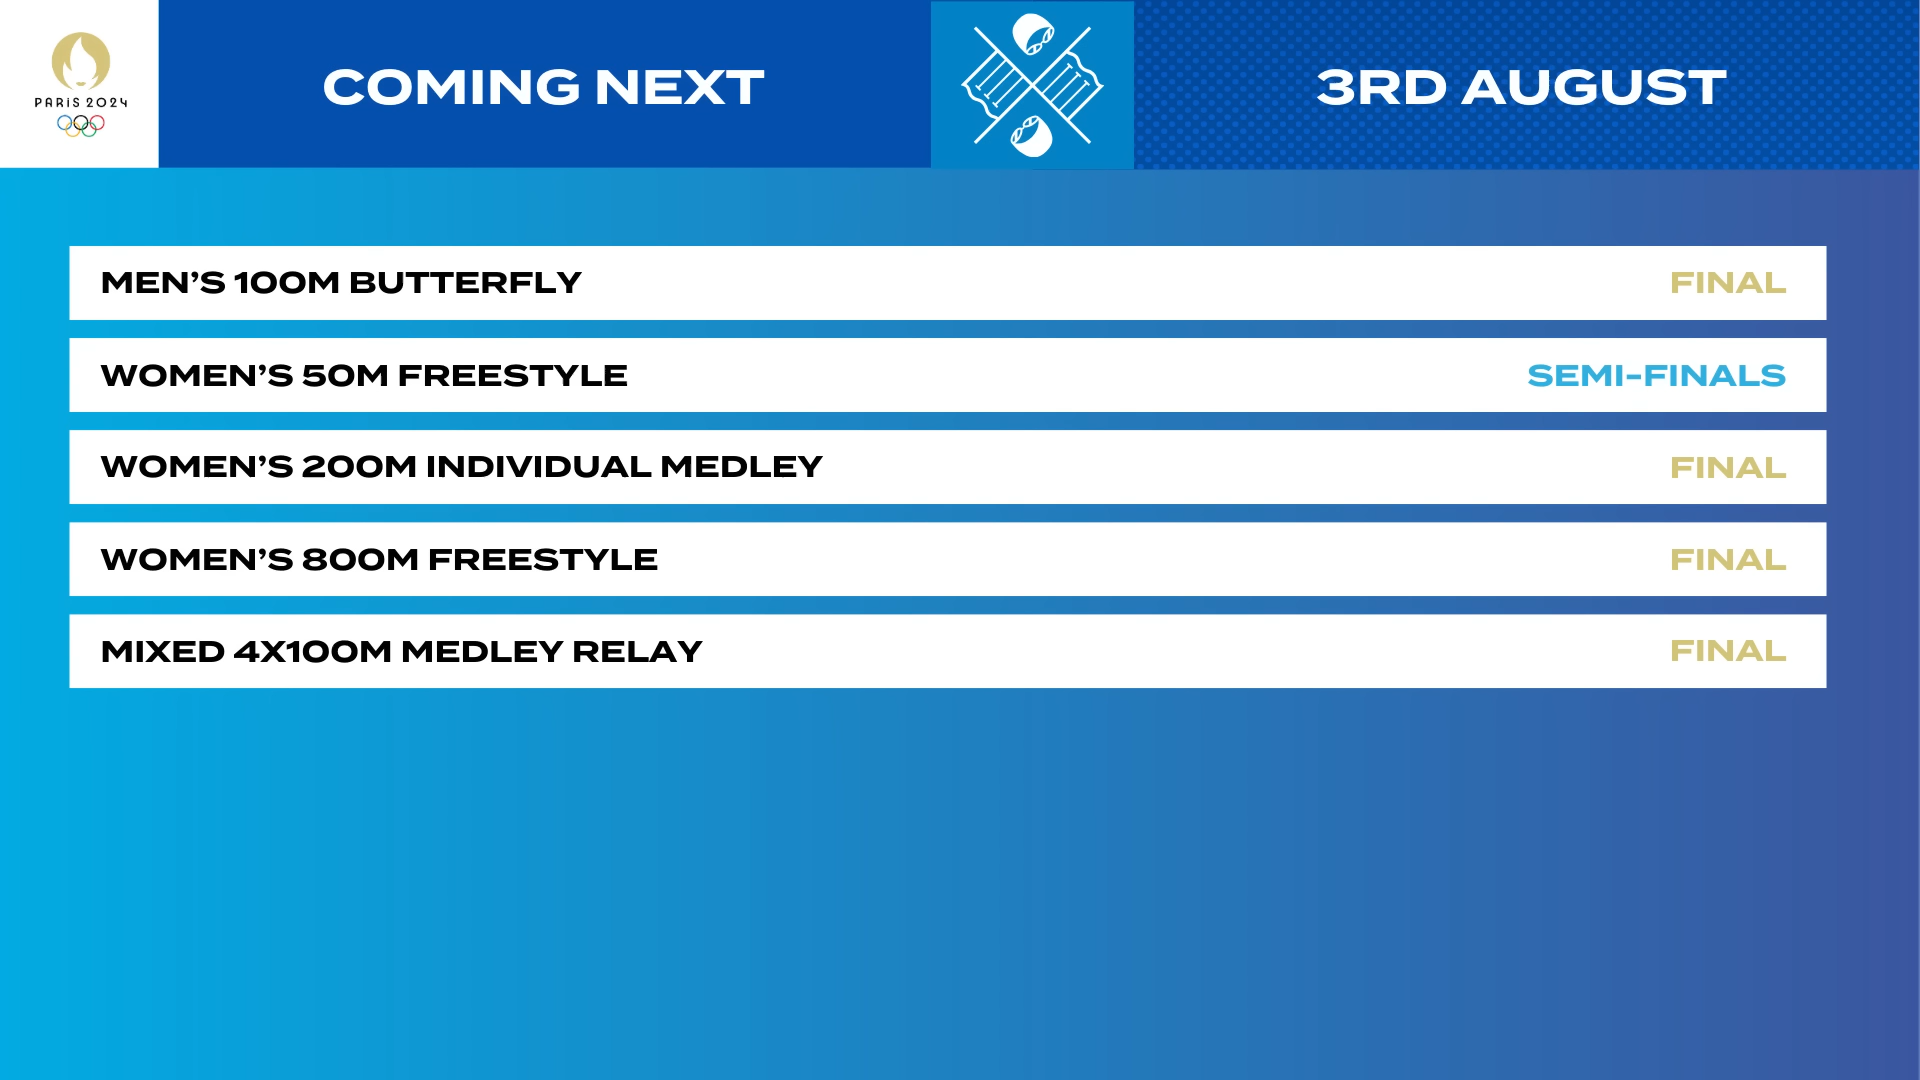 PARIS 2024
COMING NEXT
3RD AUGUST
MEN’S 100M BUTTERFLY FINAL
WOMEN’S 50M FREESTYLE SEMI-FINALS
WOMEN’S 200M INDIVIDUAL MEDLEY FINAL
WOMEN’S 800M FREESTYLE FINAL
MIXED 4X100M MEDLEY RELAY FINAL